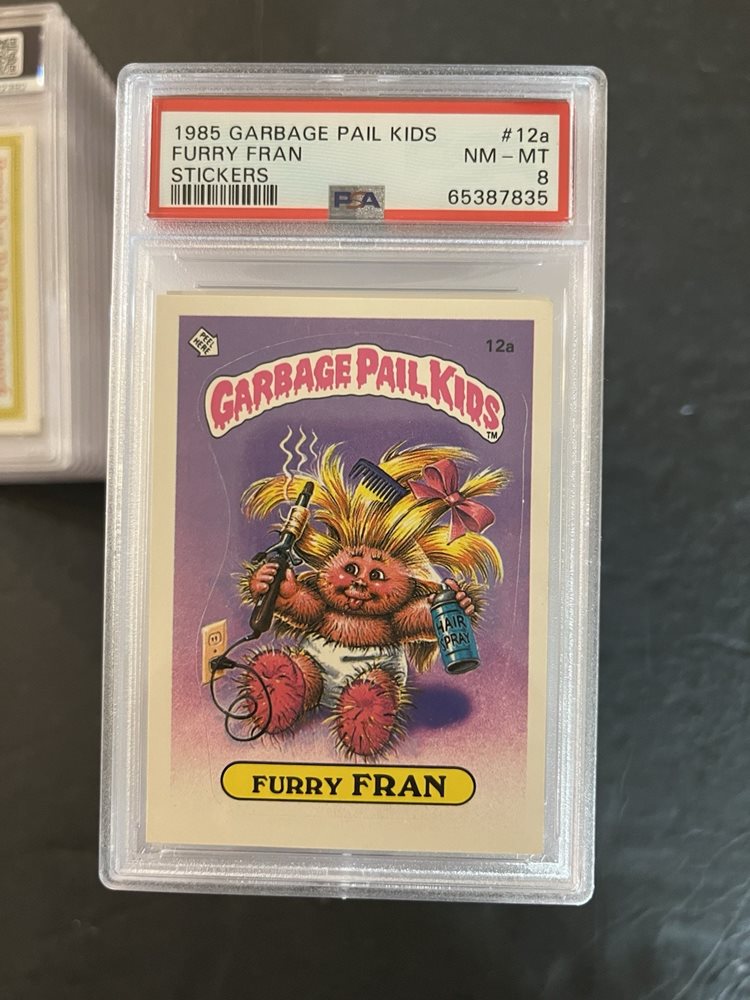 1985 GARBAGE PAIL KIDS #12a
FURRY FRAN NM - MT
STICKERS 8
PSA 65387835
PEEL HERE
12a
GARBAGE PAIL KIDS
TM
HAIR
SPRAY
FURRY FRAN